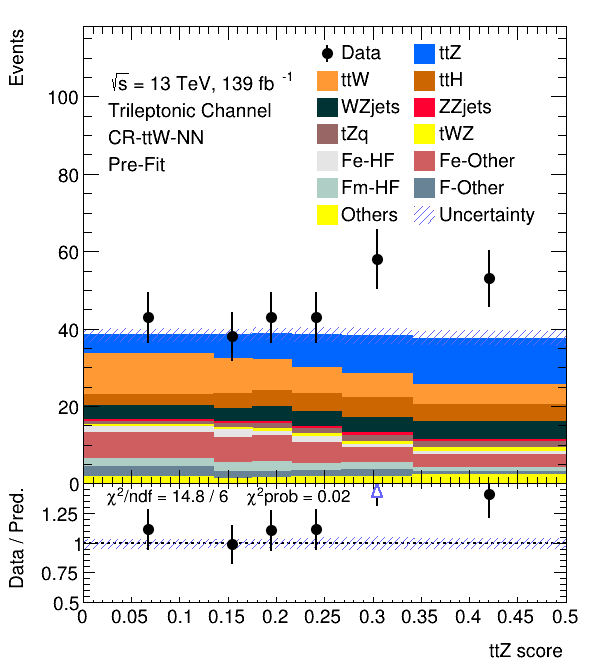 Events
√s = 13 TeV, 139 fb⁻¹
Trileptonic Channel
CR-ttW-NN
Pre-Fit
Data ttZ
ttW ttH
WZjets ZZjets
tZq tWZ
Fe-HF Fe-Other
Fm-HF F-Other
Others Uncertainty
100
80
60
40
20
0
χ²/ndf = 14.8 / 6 χ²prob = 0.02
Data / Pred.
1.25
1
0.75
0.5
0 0.05 0.1 0.15 0.2 0.25 0.3 0.35 0.4 0.45 0.5
ttZ score